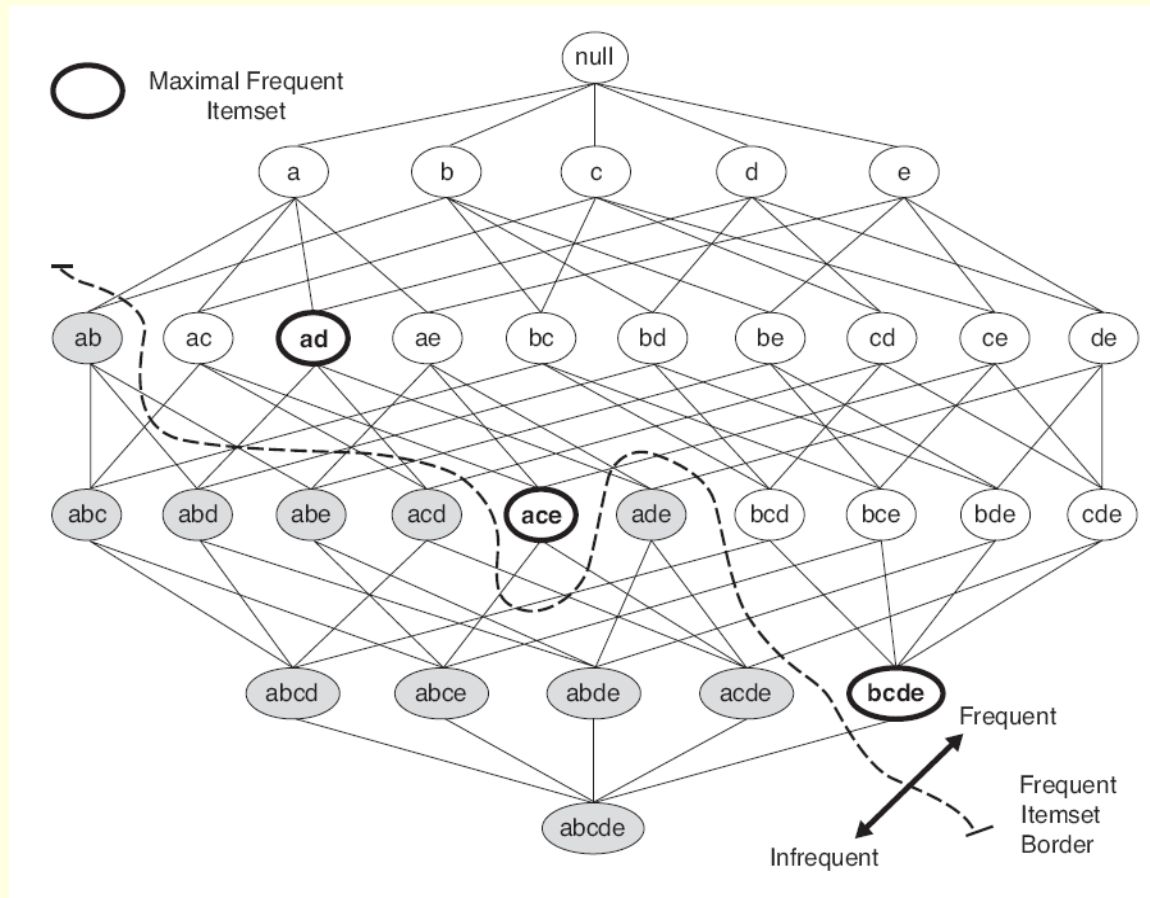 null
Maximal Frequent
Itemset
a b c d e
ab ac ad ae bc bd be cd ce de
abc abd abe acd ace ade bcd bce bde cde
abcd abce abde acde bcde
Frequent
Frequent
Itemset
Border
abcde
Infrequent